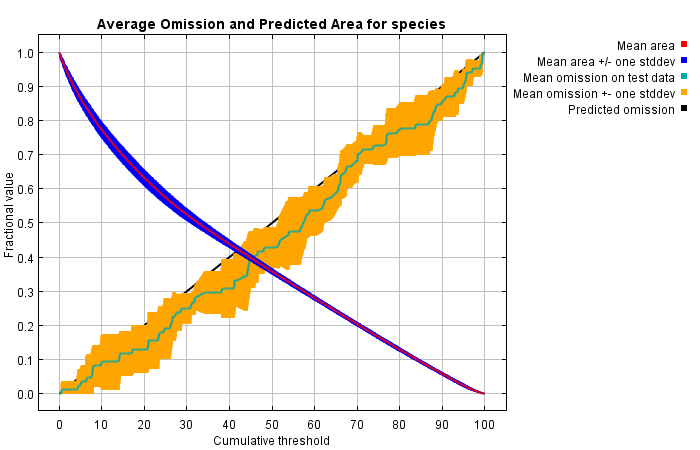 Average Omission and Predicted Area for species
Mean area
Mean area +/- one stddev
Mean omission on test data
Mean omission +- one stddev
Predicted omission
Fractional value
1.0
0.9
0.8
0.7
0.6
0.5
0.4
0.3
0.2
0.1
0.0
0 10 20 30 40 50 60 70 80 90 100
Cumulative threshold